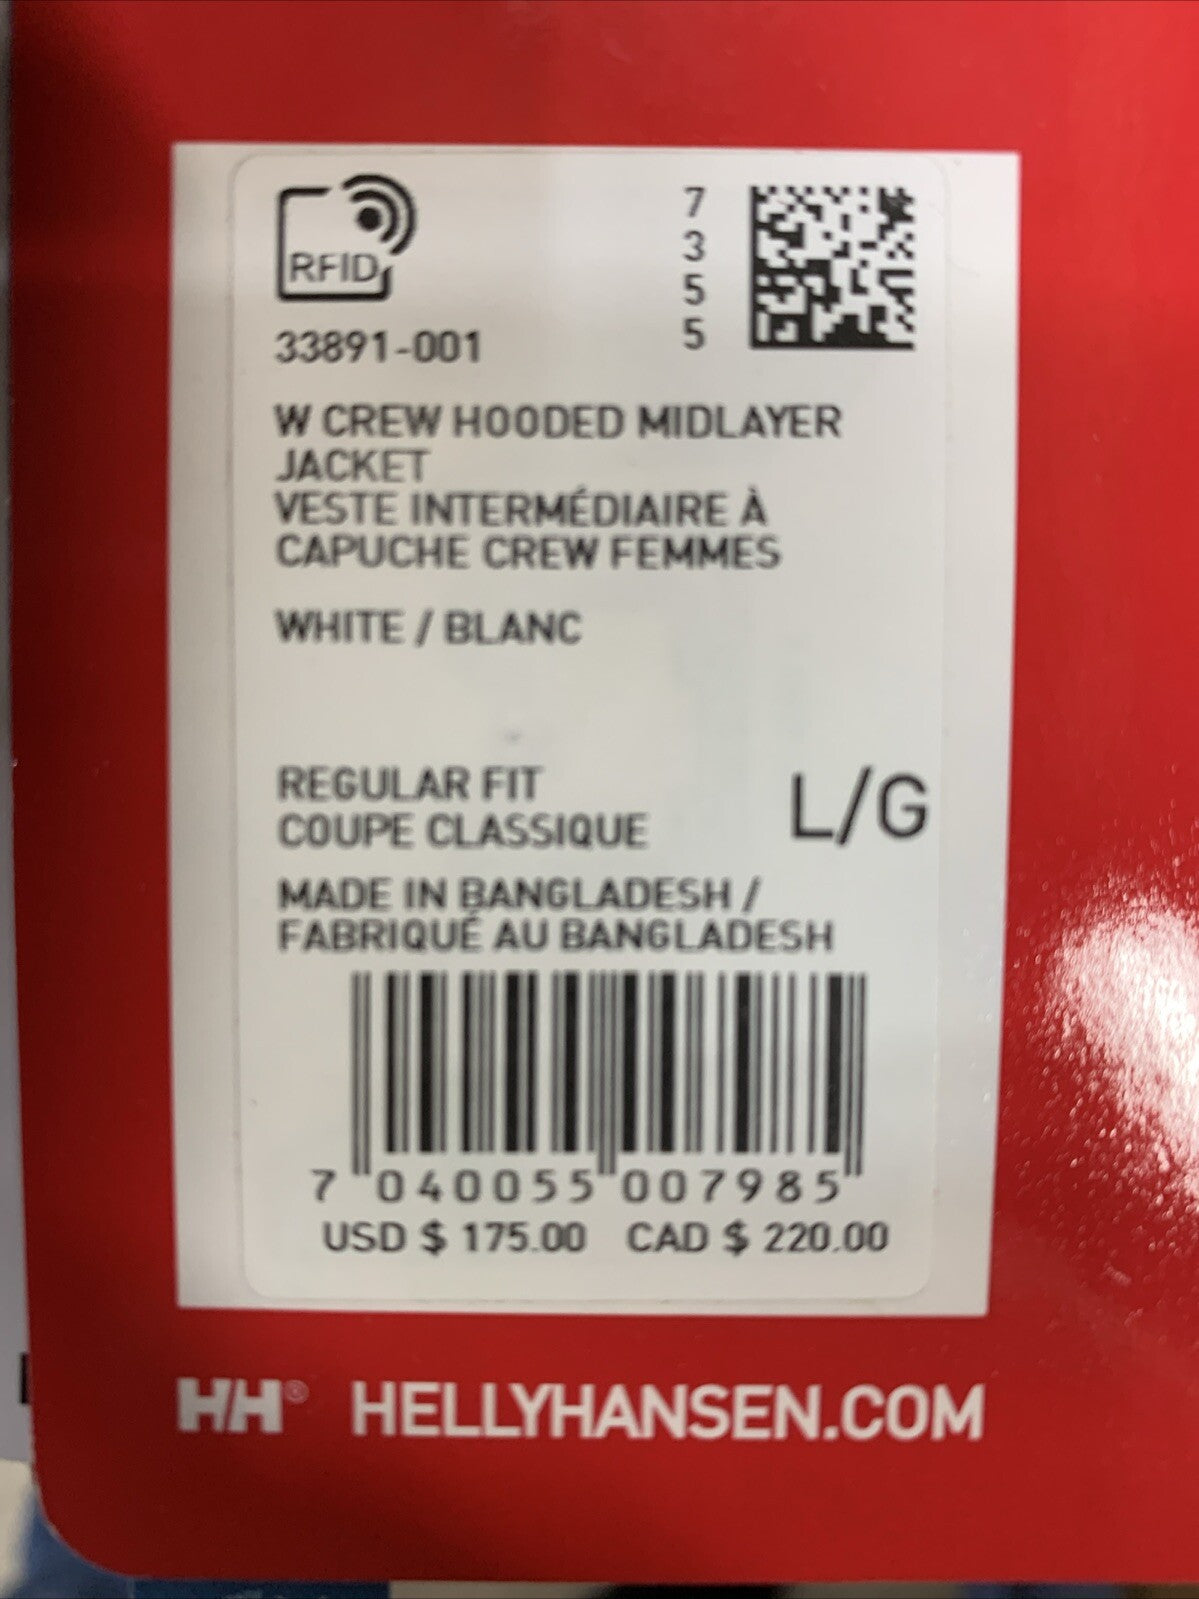 RFID
7
3
5
5
33891-001
W CREW HOODED MIDLAYER
JACKET
VESTE INTERMÉDIAIRE À
CAPUCHE CREW FEMMES
WHITE / BLANC
REGULAR FIT
COUPE CLASSIQUE
L/G
MADE IN BANGLADESH /
FABRIQUÉ AU BANGLADESH
7 040055 007985
USD $ 175.00 CAD $ 220.00
HH® HELLYHANSEN.COM